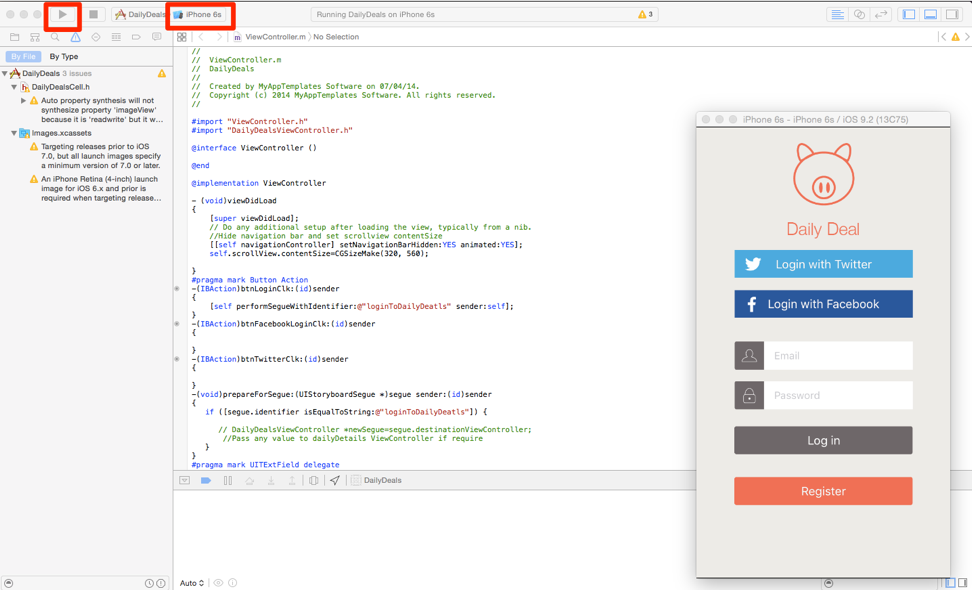 DailyDeals
iPhone 6s
Running DailyDeals on iPhone 6s
3
ViewController.m
No Selection
By File
By Type
DailyDeals 3 issues
DailyDealsCell.h
Auto property synthesis will not
synthesize property 'imageView'
because it is 'readwrite' but it w...
Images.xcassets
Targeting releases prior to iOS
7.0, but all launch images specify
a minimum version of 7.0 or later.
An iPhone Retina (4-inch) launch
image for iOS 6.x and prior is
required when targeting release...
//
//  ViewController.m
//  DailyDeals
//
//  Created by MyAppTemplates Software on 07/04/14.
//  Copyright (c) 2014 MyAppTemplates Software. All rights reserved.
//
#import "ViewController.h"
#import "DailyDealsViewController.h"
@interface ViewController ()
@end
@implementation ViewController
- (void)viewDidLoad
{
[super viewDidLoad];
// Do any additional setup after loading the view, typically from a nib.
//Hide navigation bar and set scrollview contentSize
[[self navigationController] setNavigationBarHidden:YES animated:YES];
self.scrollView.contentSize=CGSizeMake(320, 560);
}
#pragma mark Button Action
-(IBAction)btnLoginClk:(id)sender
{
[self performSegueWithIdentifier:@"loginToDailyDeatls" sender:self];
}
-(IBAction)btnFacebookLoginClk:(id)sender
{
}
-(IBAction)btnTwitterClk:(id)sender
{
}
-(void)prepareForSegue:(UIStoryboardSegue *)segue sender:(id)sender
{
if ([segue.identifier isEqualToString:@"loginToDailyDeatls"]) {
// DailyDealsViewController *newSegue=segue.destinationViewController;
//Pass any value to dailyDetails ViewController if require
}
}
#pragma mark UITExtField delegate
DailyDeals
Auto
iPhone 6s - iPhone 6s / iOS 9.2 (13C75)
Daily Deal
Login with Twitter
Login with Facebook
Email
Password
Log in
Register